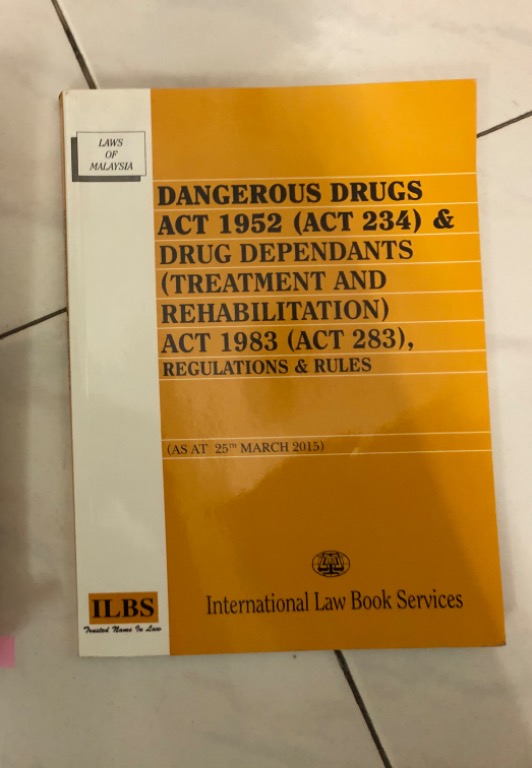 LAWS
OF
MALAYSIA
DANGEROUS DRUGS
ACT 1952 (ACT 234) &
DRUG DEPENDANTS
(TREATMENT AND
REHABILITATION)
ACT 1983 (ACT 283),
REGULATIONS & RULES
(AS AT 25TH MARCH 2015)
ILBS
Trusted Name In Law
International Law Book Services